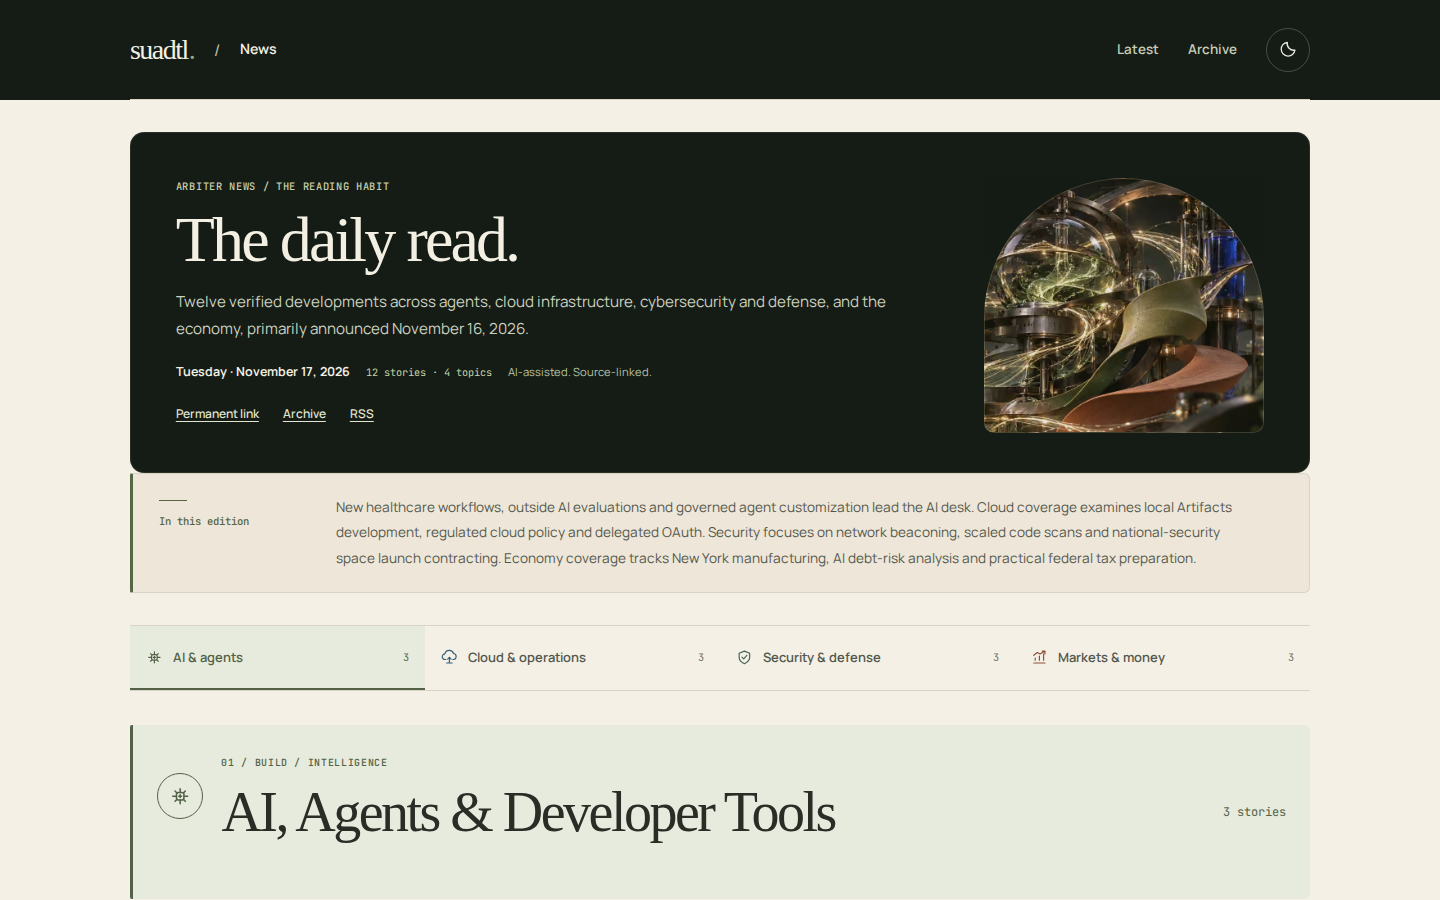 suadtl. / News
Latest
Archive
ARBITER NEWS / THE READING HABIT
The daily read.
Twelve verified developments across agents, cloud infrastructure, cybersecurity and defense, and the
economy, primarily announced November 16, 2026.
Tuesday · November 17, 2026 12 stories · 4 topics AI-assisted. Source-linked.
Permanent link Archive RSS
In this edition
New healthcare workflows, outside AI evaluations and governed agent customization lead the AI desk. Cloud coverage examines local Artifacts
development, regulated cloud policy and delegated OAuth. Security focuses on network beaconing, scaled code scans and national-security
space launch contracting. Economy coverage tracks New York manufacturing, AI debt-risk analysis and practical federal tax preparation.
AI & agents 3
Cloud & operations 3
Security & defense 3
Markets & money 3
01 / BUILD / INTELLIGENCE
AI, Agents & Developer Tools
3 stories